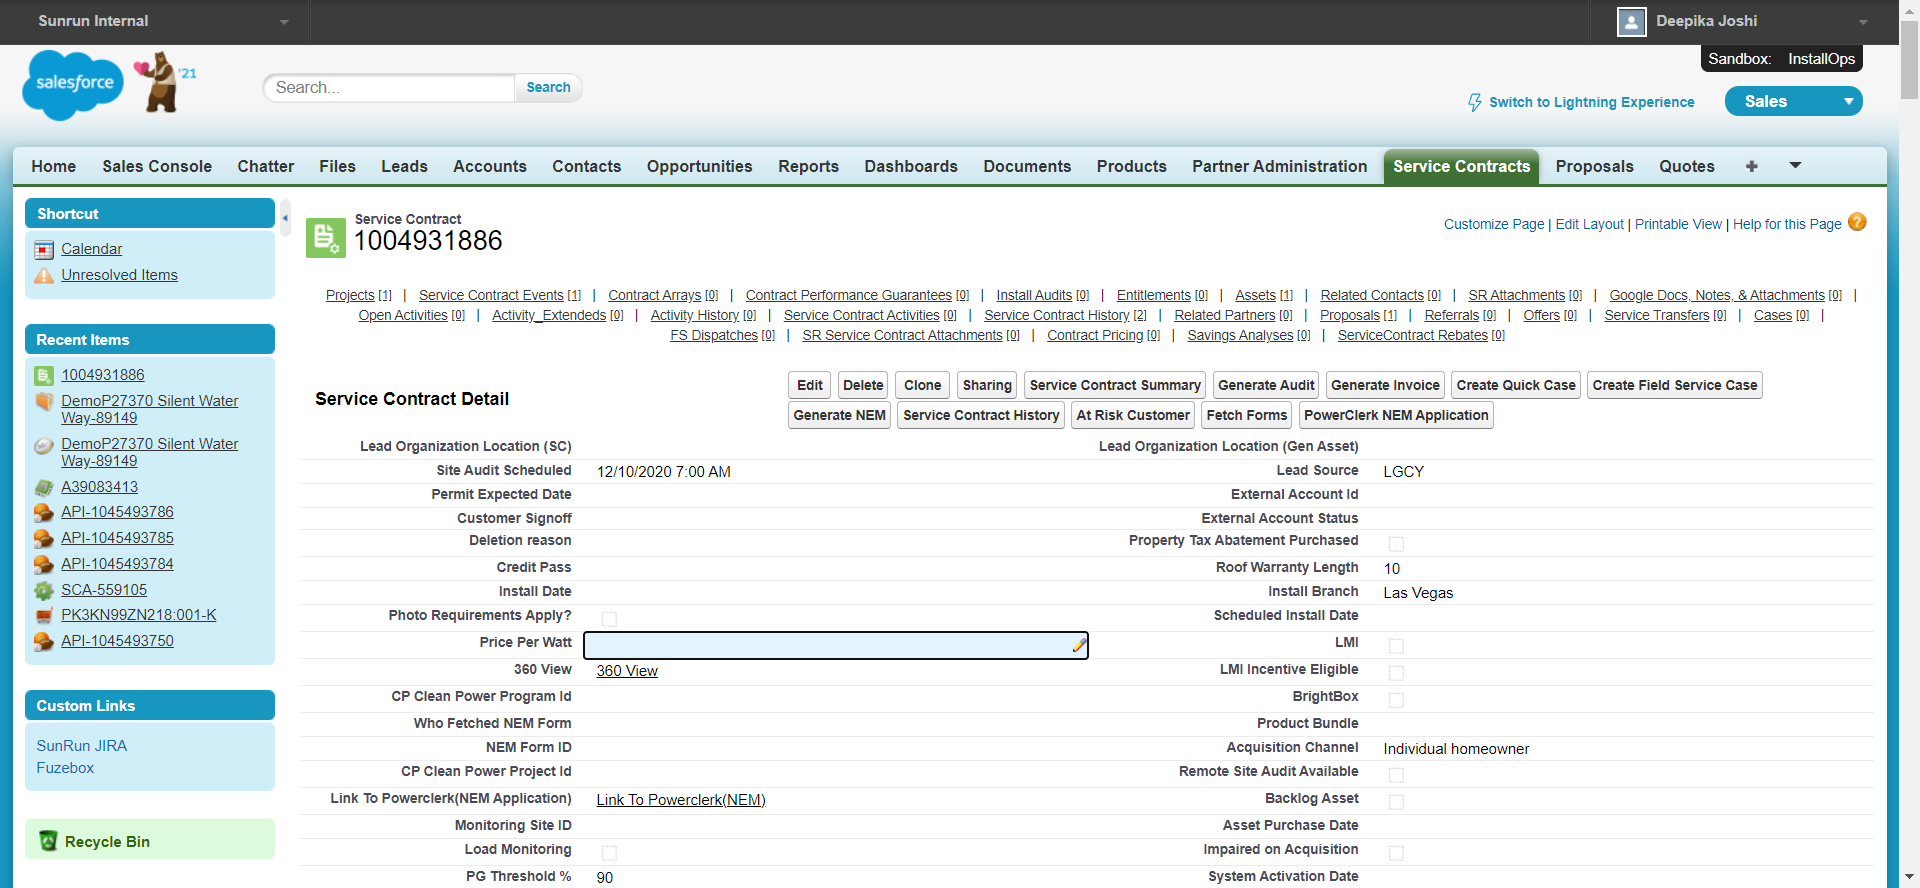 Sunrun Internal
Deepika Joshi
Sandbox: InstallOps
salesforce
'21
Search...
Search
Switch to Lightning Experience
Sales
Home Sales Console Chatter Files Leads Accounts Contacts Opportunities Reports Dashboards Documents Products Partner Administration Service Contracts Proposals Quotes +
Shortcut
Calendar
Unresolved Items
Recent Items
1004931886
DemoP27370 Silent Water
Way-89149
DemoP27370 Silent Water
Way-89149
A39083413
API-1045493786
API-1045493785
API-1045493784
SCA-559105
PK3KN99ZN218:001-K
API-1045493750
Custom Links
SunRun JIRA
Fuzebox
Recycle Bin
Service Contract
1004931886
Customize Page | Edit Layout | Printable View | Help for this Page ?
Projects [1] | Service Contract Events [1] | Contract Arrays [0] | Contract Performance Guarantees [0] | Install Audits [0] | Entitlements [0] | Assets [1] | Related Contacts [0] | SR Attachments [0] | Google Docs, Notes, & Attachments [0] |
Open Activities [0] | Activity_Extendeds [0] | Activity History [0] | Service Contract Activities [0] | Service Contract History [2] | Related Partners [0] | Proposals [1] | Referrals [0] | Offers [0] | Service Transfers [0] | Cases [0] |
FS Dispatches [0] | SR Service Contract Attachments [0] | Contract Pricing [0] | Savings Analyses [0] | ServiceContract Rebates [0]
Service Contract Detail
Edit Delete Clone Sharing Service Contract Summary Generate Audit Generate Invoice Create Quick Case Create Field Service Case
Generate NEM Service Contract History At Risk Customer Fetch Forms PowerClerk NEM Application
Lead Organization Location (SC) Lead Organization Location (Gen Asset)
Site Audit Scheduled 12/10/2020 7:00 AM Lead Source LGCY
Permit Expected Date External Account Id
Customer Signoff External Account Status
Deletion reason Property Tax Abatement Purchased
Credit Pass Roof Warranty Length 10
Install Date Install Branch Las Vegas
Photo Requirements Apply? Scheduled Install Date
Price Per Watt LMI
360 View 360 View LMI Incentive Eligible
CP Clean Power Program Id BrightBox
Who Fetched NEM Form Product Bundle
NEM Form ID Acquisition Channel Individual homeowner
CP Clean Power Project Id Remote Site Audit Available
Link To Powerclerk(NEM Application) Link To Powerclerk(NEM) Backlog Asset
Monitoring Site ID Asset Purchase Date
Load Monitoring Impaired on Acquisition
PG Threshold % 90 System Activation Date